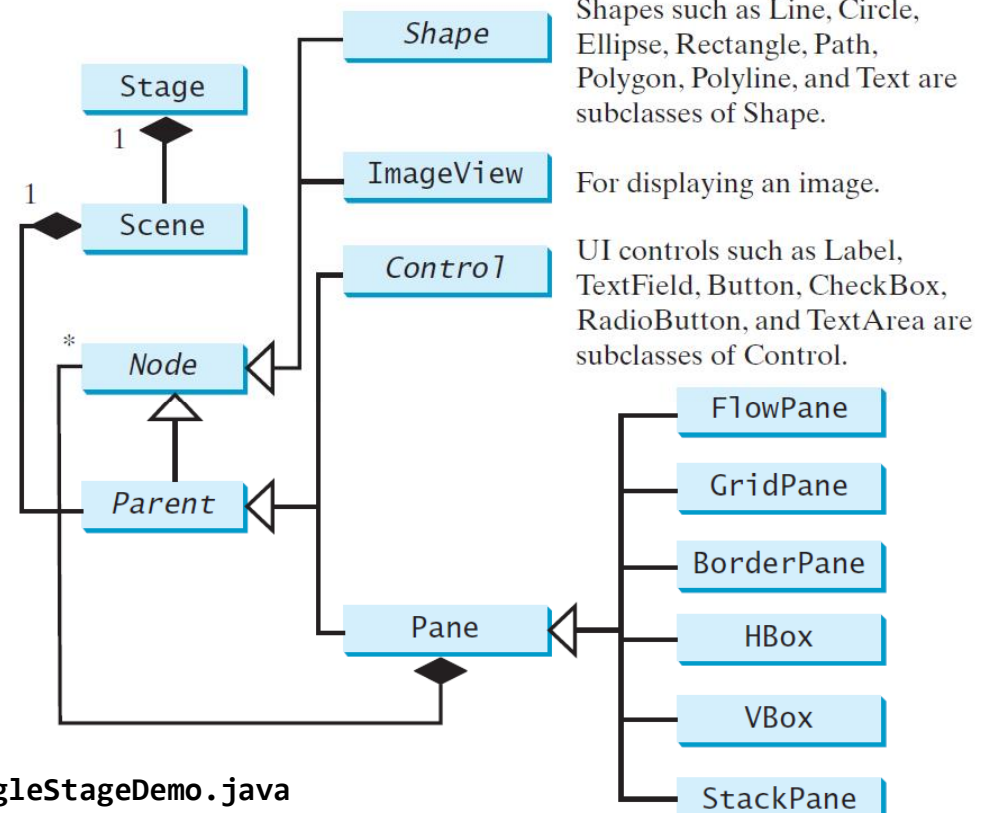 Shape
Shapes such as Line, Circle,
Ellipse, Rectangle, Path,
Polygon, Polyline, and Text are
subclasses of Shape.
Stage
1
ImageView
For displaying an image.
1
Scene
Control
UI controls such as Label,
TextField, Button, CheckBox,
RadioButton, and TextArea are
subclasses of Control.
*
Node
FlowPane
GridPane
Parent
BorderPane
Pane
HBox
VBox
StackPane
gleStageDemo.java